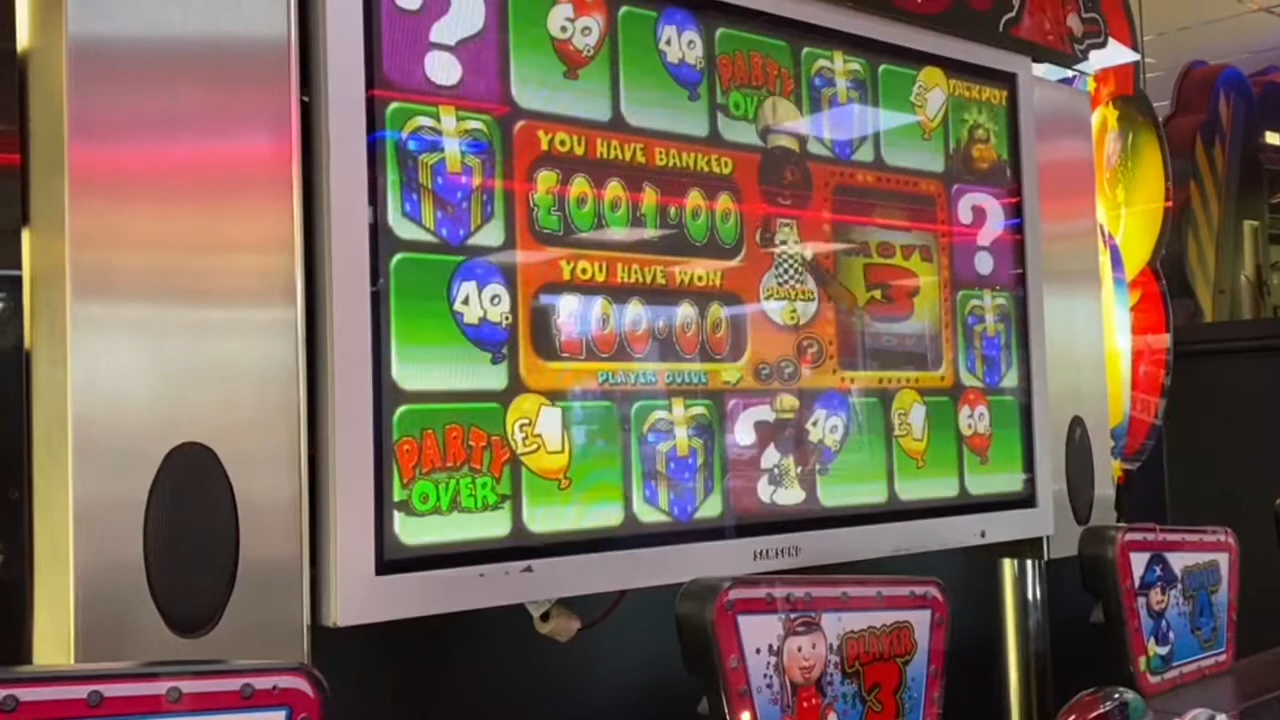 ?
60p
40p
PARTY
OVER
£1
JACKPOT
YOU HAVE BANKED
£001.00
YOU HAVE WON
£00.00
PLAYER QUEUE
PLAYER
6
? ? ?
MOVE
3
?
40p
PARTY
OVER
£1
?
40p
£1
60p
SAMSUNG
PLAYER
3
PLAYER
4